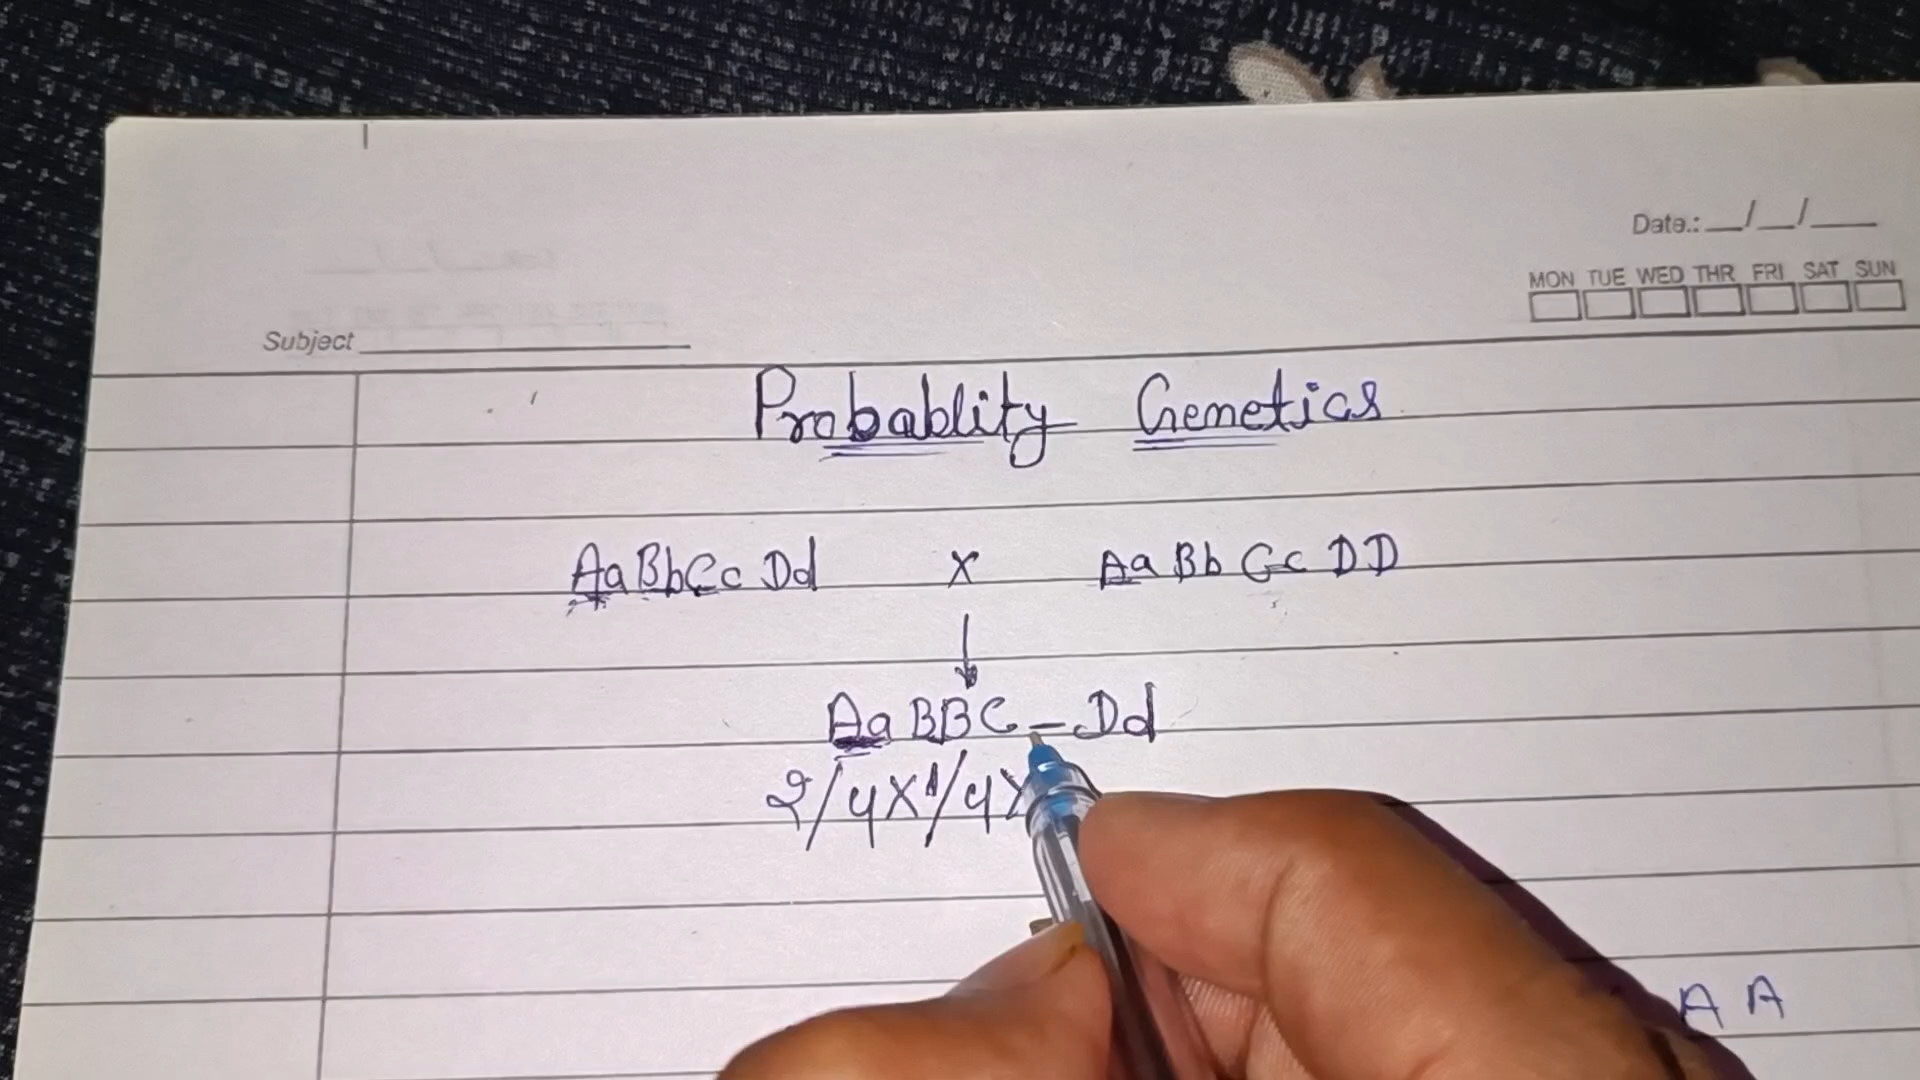 Date.: __/__/____
MON TUE WED THR FRI SAT SUN
Subject
Probablity Genetics
AaBbCc Dd X AaBb Cc DD
AaBBC_Dd
2/4X1/4X
A A